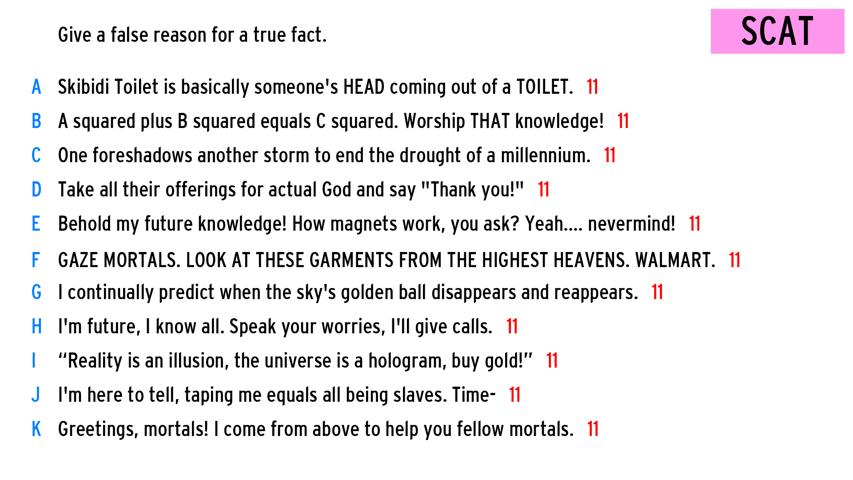 Give a false reason for a true fact.
SCAT
A Skibidi Toilet is basically someone's HEAD coming out of a TOILET. 11
B A squared plus B squared equals C squared. Worship THAT knowledge! 11
C One foreshadows another storm to end the drought of a millennium. 11
D Take all their offerings for actual God and say "Thank you!" 11
E Behold my future knowledge! How magnets work, you ask? Yeah.... nevermind! 11
F GAZE MORTALS. LOOK AT THESE GARMENTS FROM THE HIGHEST HEAVENS. WALMART. 11
G I continually predict when the sky's golden ball disappears and reappears. 11
H I'm future, I know all. Speak your worries, I'll give calls. 11
I “Reality is an illusion, the universe is a hologram, buy gold!” 11
J I'm here to tell, taping me equals all being slaves. Time- 11
K Greetings, mortals! I come from above to help you fellow mortals. 11